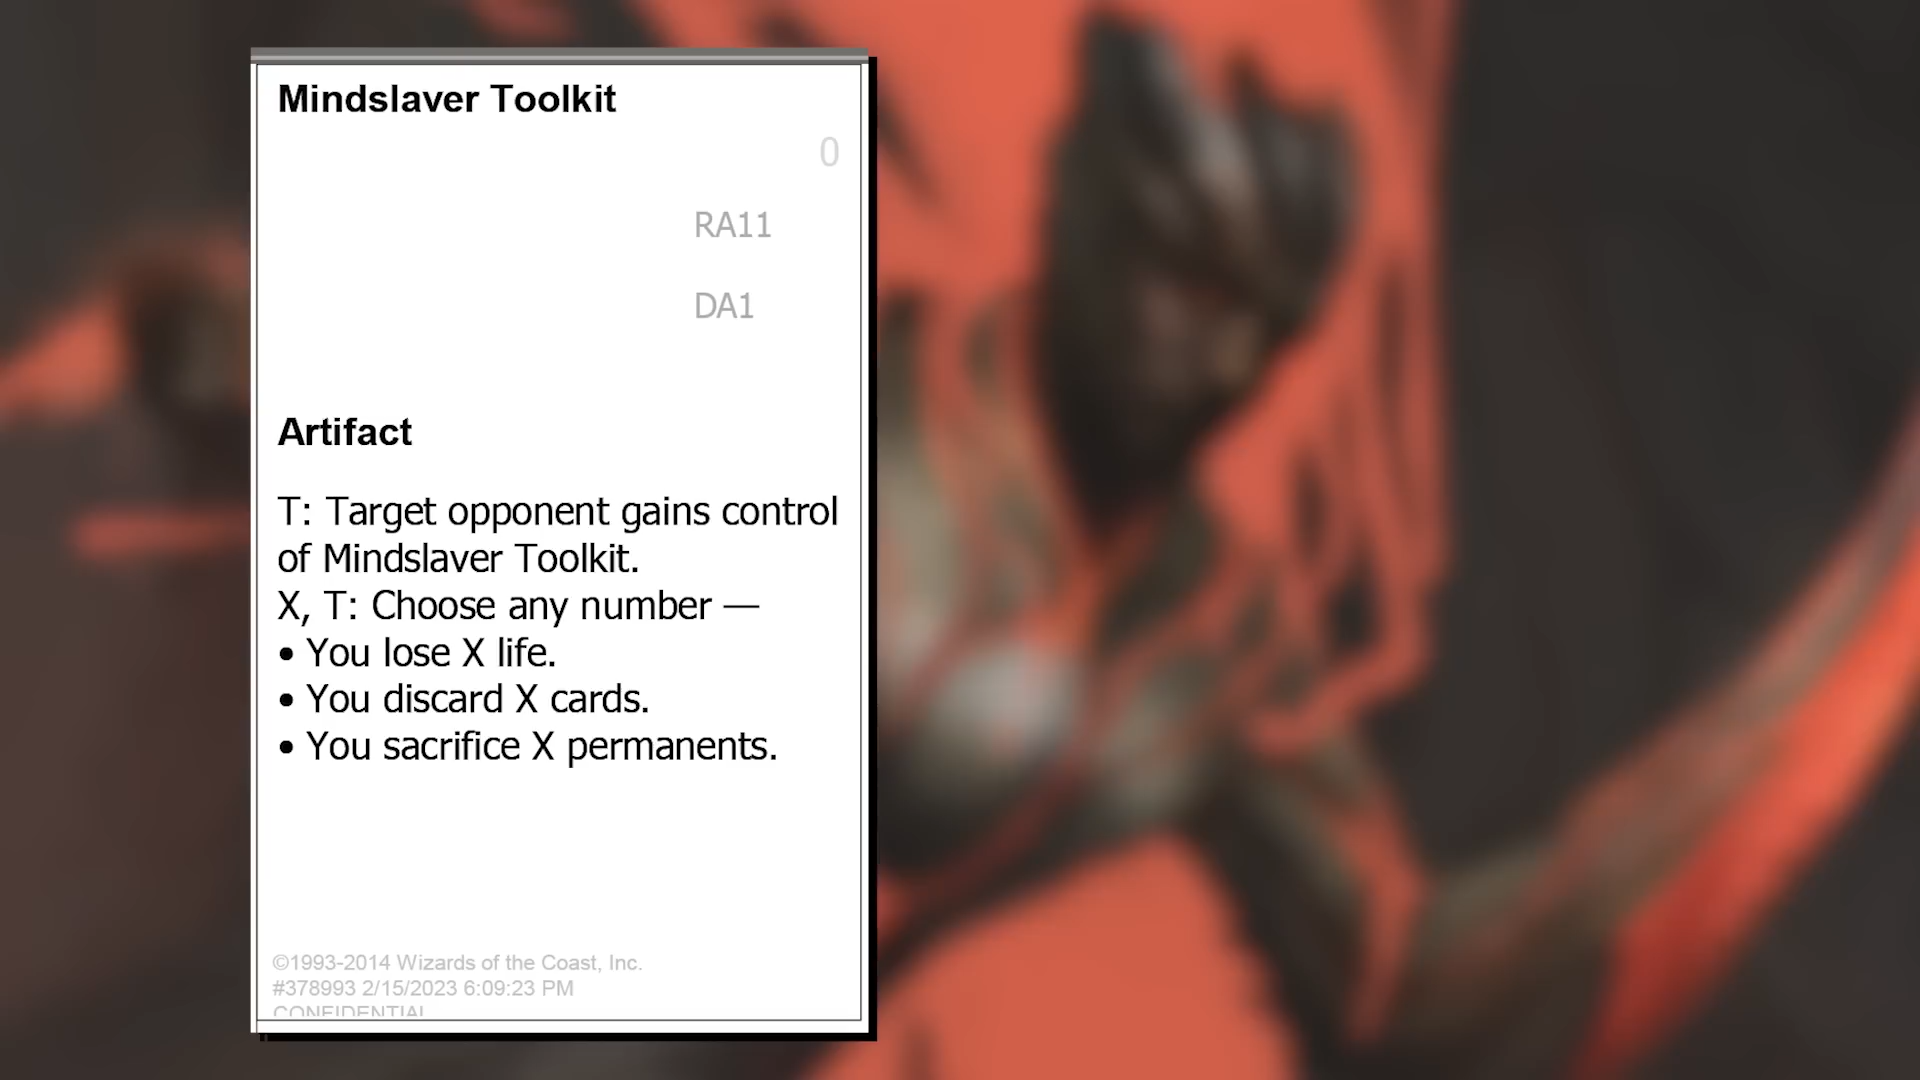 Mindslaver Toolkit
0
RA11
DA1
Artifact
T: Target opponent gains control
of Mindslaver Toolkit.
X, T: Choose any number —
• You lose X life.
• You discard X cards.
• You sacrifice X permanents.
©1993-2014 Wizards of the Coast, Inc.
#378993 2/15/2023 6:09:23 PM
CONFIDENTIAL